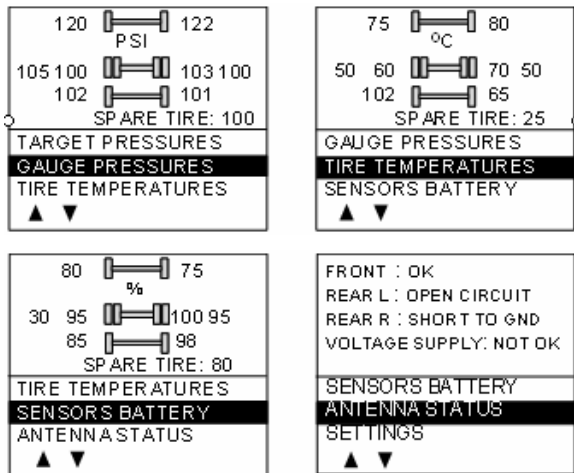 120 122
PSI
105 100 103 100
102 101
SPARE TIRE: 100
TARGET PRESSURES
GAUGE PRESSURES
TIRE TEMPERATURES
75 80
°C
50 60 70 50
102 65
SPARE TIRE: 25
GAUGE PRESSURES
TIRE TEMPERATURES
SENSORS BATTERY
80 75
%
30 95 100 95
85 98
SPARE TIRE: 80
TIRE TEMPERATURES
SENSORS BATTERY
ANTENNA STATUS
FRONT : OK
REAR L : OPEN CIRCUIT
REAR R : SHORT TO GND
VOLTAGE SUPPLY: NOT OK
SENSORS BATTERY
ANTENNA STATUS
SETTINGS